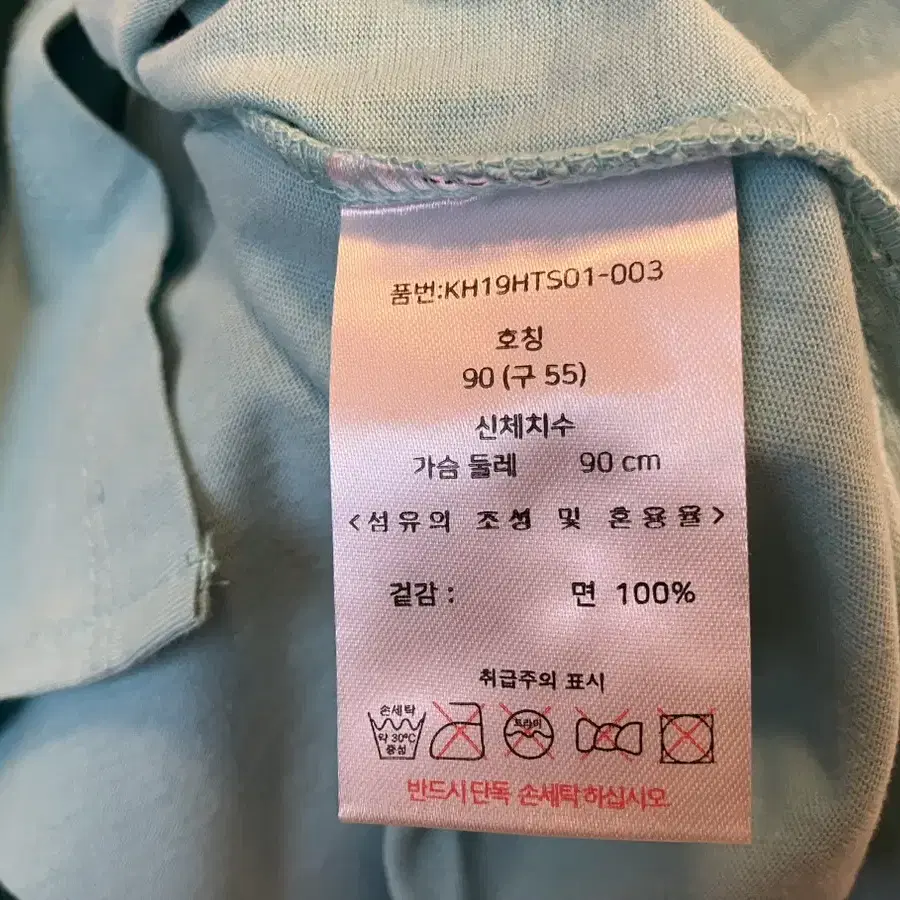 품번:KH19HTS01-003
호칭
90 (구 55)
신체치수
가슴 둘레 90 cm
<섬유의 조성 및 혼용율>
겉감 : 면 100%
취급주의 표시
손세탁
약 30℃
중성
드라이
반드시 단독 손세탁 하십시오.